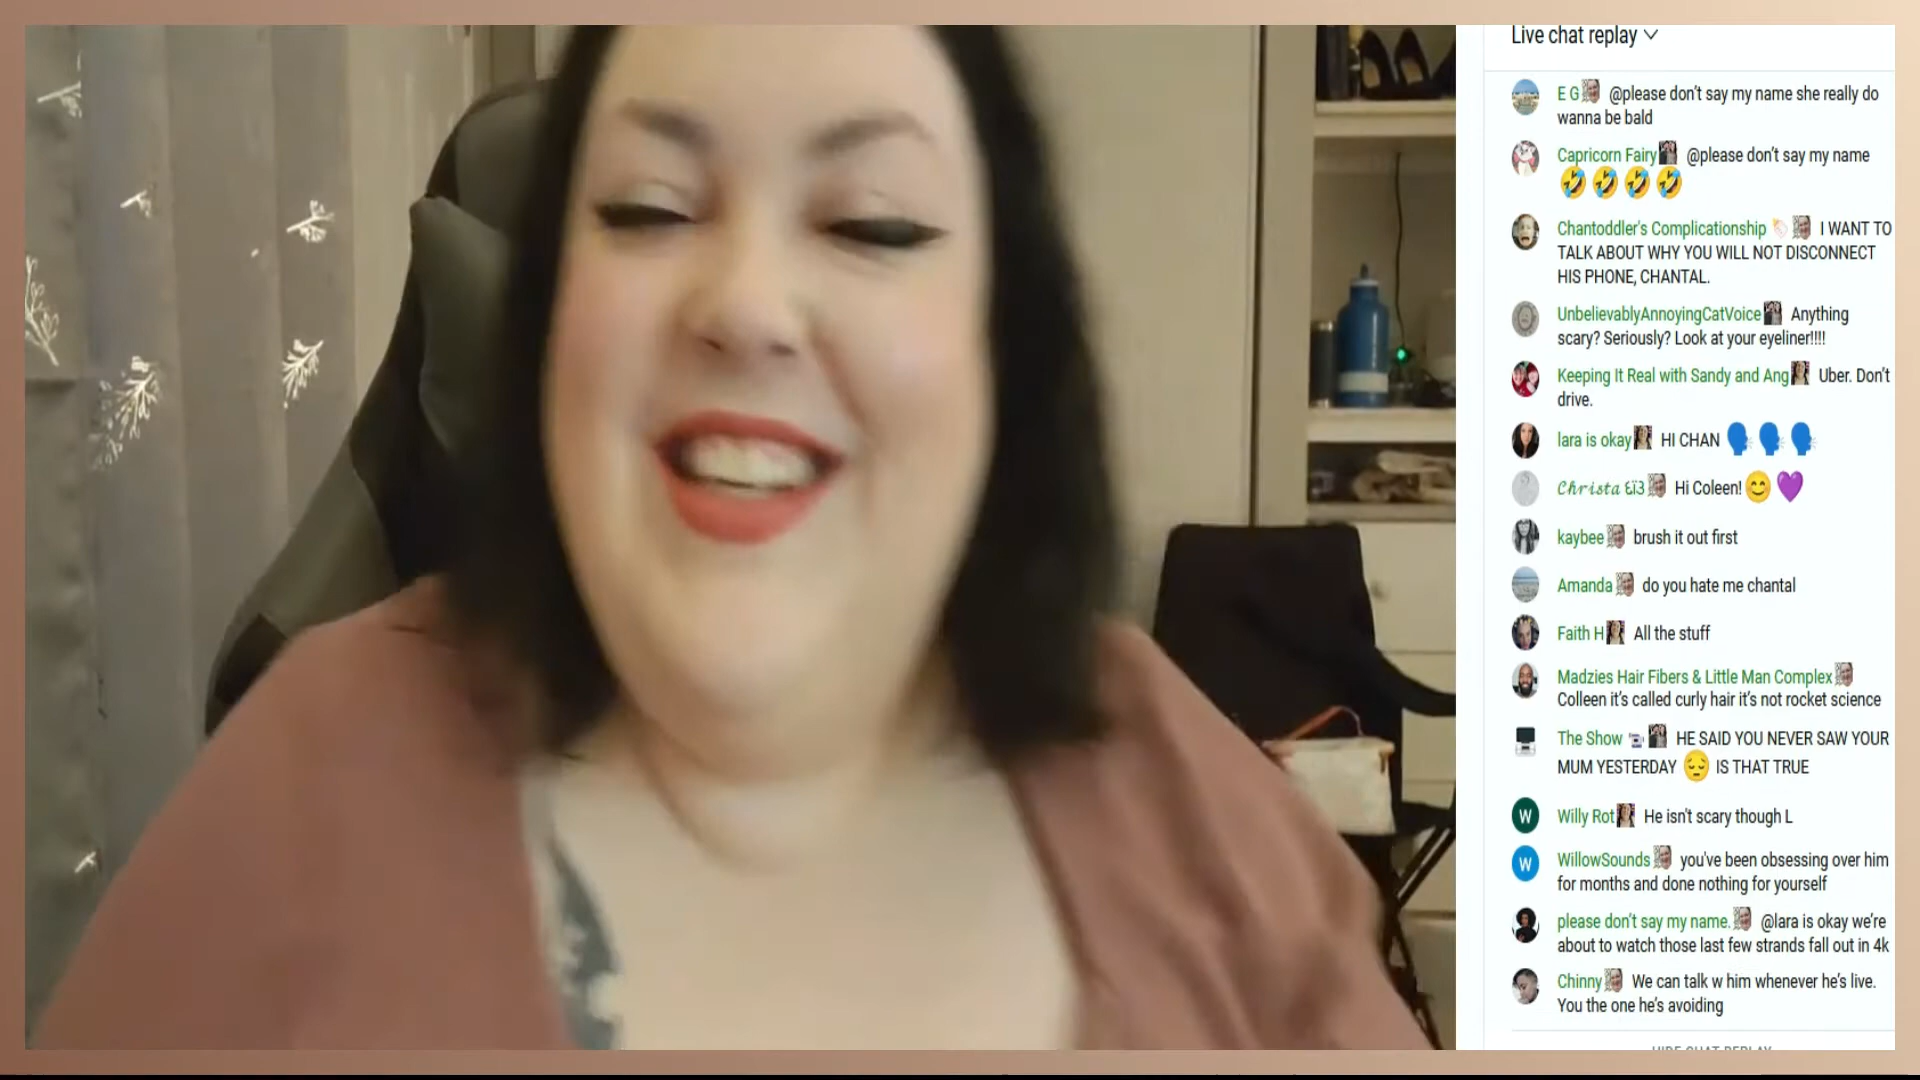 Live chat replay
E G @please don't say my name she really do
wanna be bald
Capricorn Fairy @please don't say my name
🤣🤣🤣🤣
Chantoddler's Complicationship I WANT TO
TALK ABOUT WHY YOU WILL NOT DISCONNECT
HIS PHONE, CHANTAL.
UnbelievablyAnnoyingCatVoice Anything
scary? Seriously? Look at your eyeliner!!!!
Keeping It Real with Sandy and Ang Uber. Don't
drive.
lara is okay HI CHAN 🗣️🗣️🗣️
𝓒𝓱𝓻𝓲𝓼𝓽𝓪 Ɛï3 Hi Coleen!😊💜
kaybee brush it out first
Amanda do you hate me chantal
Faith H All the stuff
Madzies Hair Fibers & Little Man Complex
Colleen it's called curly hair it's not rocket science
The Show HE SAID YOU NEVER SAW YOUR
MUM YESTERDAY 😔 IS THAT TRUE
W Willy Rot He isn't scary though L
W WillowSounds you've been obsessing over him
for months and done nothing for yourself
please don't say my name. @lara is okay we're
about to watch those last few strands fall out in 4k
Chinny We can talk w him whenever he's live.
You the one he's avoiding
HIDE CHAT REPLAY